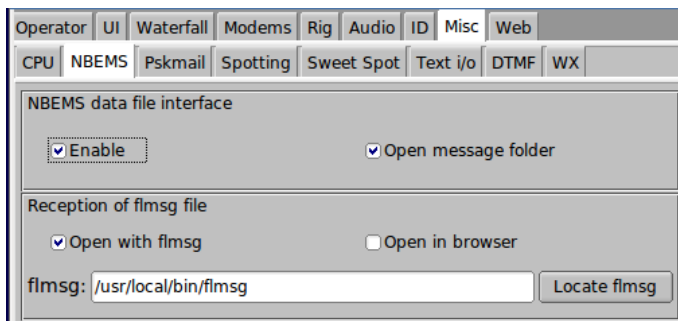 Operator UI Waterfall Modems Rig Audio ID Misc Web
CPU NBEMS Pskmail Spotting Sweet Spot Text i/o DTMF WX
NBEMS data file interface
Enable Open message folder
Reception of flmsg file
Open with flmsg Open in browser
flmsg: /usr/local/bin/flmsg Locate flmsg